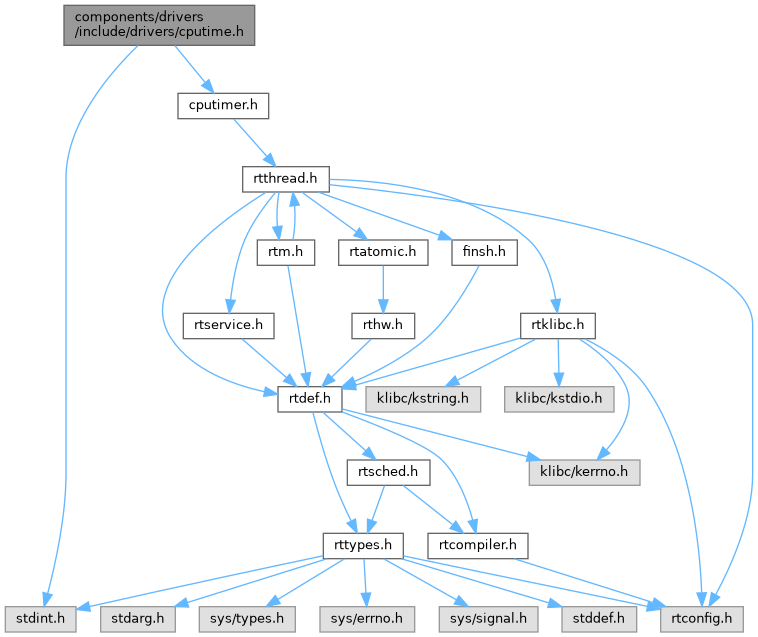 components/drivers
/include/drivers/cputime.h
cputimer.h
rtthread.h
rtm.h
rtatomic.h
finsh.h
rtservice.h
rthw.h
rtklibc.h
rtdef.h
klibc/kstring.h
klibc/kstdio.h
rtsched.h
klibc/kerrno.h
rttypes.h
rtcompiler.h
stdint.h
stdarg.h
sys/types.h
sys/errno.h
sys/signal.h
stddef.h
rtconfig.h